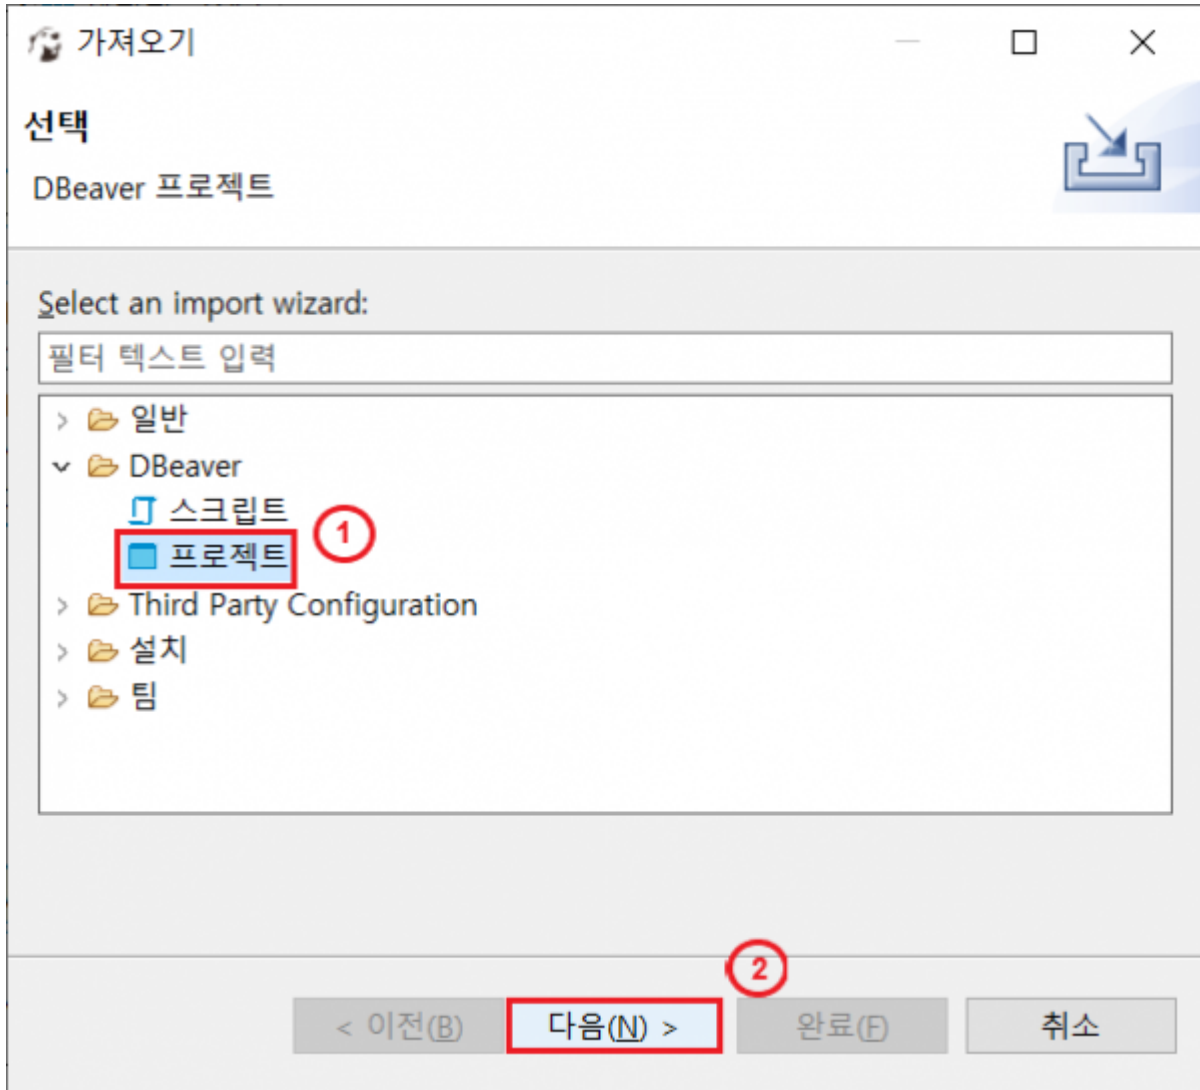 가져오기
선택
DBeaver 프로젝트
Select an import wizard:
필터 텍스트 입력
일반
DBeaver
스크립트
1
프로젝트
Third Party Configuration
설치
팀
2
< 이전(B) 다음(N) > 완료(F) 취소